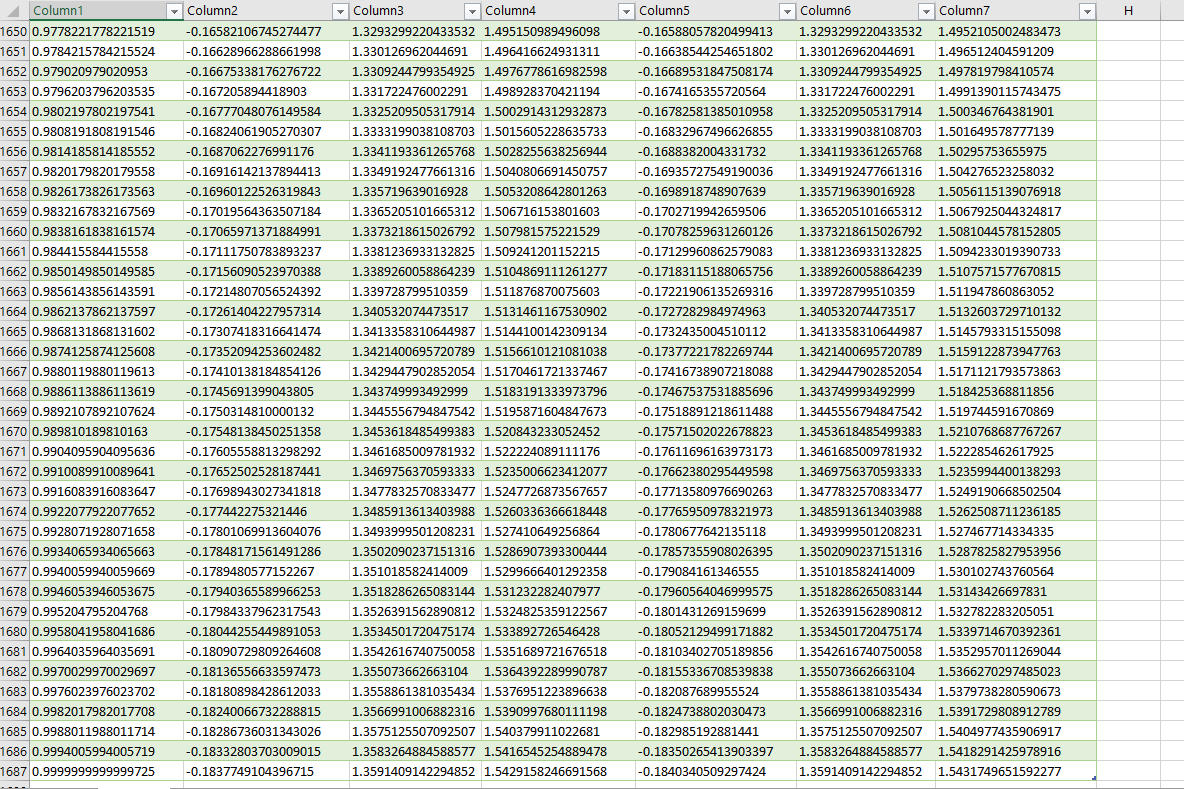 Column1 Column2 Column3 Column4 Column5 Column6 Column7 H
1650 0.9778221778221519 -0.16582106745274477 1.3293299220433532 1.495150989496098 -0.16588057820499413 1.3293299220433532 1.4952105002483473
1651 0.9784215784215524 -0.16628966288661998 1.330126962044691 1.496416624931311 -0.16638544254651802 1.330126962044691 1.496512404591209
1652 0.979020979020953 -0.16675338176276722 1.3309244799354925 1.4976778616982598 -0.16689531847508174 1.3309244799354925 1.497819798410574
1653 0.9796203796203535 -0.167205894418903 1.331722476002291 1.498928370421194 -0.1674165355720564 1.331722476002291 1.4991390115743475
1654 0.9802197802197541 -0.16777048076149584 1.3325209505317914 1.5002914312932873 -0.16782581385010958 1.3325209505317914 1.500346764381901
1655 0.9808191808191546 -0.16824061905270307 1.3333199038108703 1.5015605228635733 -0.16832967496626855 1.3333199038108703 1.501649578777139
1656 0.9814185814185552 -0.1687062276991176 1.3341193361265768 1.5028255638256944 -0.1688382004331732 1.3341193361265768 1.50295753655975
1657 0.9820179820179558 -0.16916142137894413 1.3349192477661316 1.5040806691450757 -0.16935727549190036 1.3349192477661316 1.504276523258032
1658 0.9826173826173563 -0.16960122526319843 1.335719639016928 1.5053208642801263 -0.1698918748907639 1.335719639016928 1.5056115139076918
1659 0.9832167832167569 -0.17019564363507184 1.3365205101665312 1.506716153801603 -0.1702719942659506 1.3365205101665312 1.5067925044324817
1660 0.9838161838161574 -0.17065971371884991 1.3373218615026792 1.507981575221529 -0.17078259631260126 1.3373218615026792 1.5081044578152805
1661 0.984415584415558 -0.17111750783893237 1.3381236933132825 1.509241201152215 -0.17129960862579083 1.3381236933132825 1.5094233019390733
1662 0.9850149850149585 -0.17156090523970388 1.3389260058864239 1.5104869111261277 -0.17183115188065756 1.3389260058864239 1.5107571577670815
1663 0.9856143856143591 -0.17214807056524392 1.339728799510359 1.511876870075603 -0.17221906135269316 1.339728799510359 1.511947860863052
1664 0.9862137862137597 -0.17261404227957314 1.340532074473517 1.5131461167530902 -0.1727282984974963 1.340532074473517 1.5132603729710132
1665 0.9868131868131602 -0.17307418316641474 1.3413358310644987 1.5144100142309134 -0.1732435004510112 1.3413358310644987 1.5145793315155098
1666 0.9874125874125608 -0.17352094253602482 1.3421400695720789 1.5156610121081038 -0.17377221782269744 1.3421400695720789 1.5159122873947763
1667 0.9880119880119613 -0.17410138184854126 1.3429447902852054 1.5170461721337467 -0.17416738907218088 1.3429447902852054 1.5171121793573863
1668 0.9886113886113619 -0.1745691399043805 1.343749993492999 1.5183191333973796 -0.17467537531885696 1.343749993492999 1.518425368811856
1669 0.9892107892107624 -0.1750314810000132 1.3445556794847542 1.5195871604847673 -0.17518891218611488 1.3445556794847542 1.519744591670869
1670 0.989810189810163 -0.17548138450251358 1.3453618485499383 1.520843233052452 -0.17571502022678823 1.3453618485499383 1.5210768687767267
1671 0.9904095904095636 -0.17605558813298292 1.3461685009781932 1.522224089111176 -0.17611696163973173 1.3461685009781932 1.522285462617925
1672 0.9910089910089641 -0.17652502528187441 1.3469756370593333 1.5235006623412077 -0.17662380295449598 1.3469756370593333 1.5235994400138293
1673 0.9916083916083647 -0.17698943027341818 1.3477832570833477 1.5247726873567657 -0.17713580976690263 1.3477832570833477 1.5249190668502504
1674 0.9922077922077652 -0.177442275321446 1.3485913613403988 1.5260336366618448 -0.17765950978321973 1.3485913613403988 1.5262508711236185
1675 0.9928071928071658 -0.17801069913604076 1.3493999501208231 1.527410649256864 -0.1780677642135118 1.3493999501208231 1.527467714334335
1676 0.9934065934065663 -0.17848171561491286 1.3502090237151316 1.5286907393300444 -0.17857355908026395 1.3502090237151316 1.5287825827953956
1677 0.9940059940059669 -0.1789480577152267 1.351018582414009 1.5299666401292358 -0.179084161346555 1.351018582414009 1.530102743760564
1678 0.9946053946053675 -0.17940365589966253 1.3518286265083144 1.531232282407977 -0.17960564046999575 1.3518286265083144 1.53143426697831
1679 0.995204795204768 -0.17984337962317543 1.3526391562890812 1.5324825359122567 -0.1801431269159699 1.3526391562890812 1.532782283205051
1680 0.9958041958041686 -0.18044255449891053 1.3534501720475174 1.533892726546428 -0.18052129499171882 1.3534501720475174 1.5339714670392361
1681 0.9964035964035691 -0.18090729809264608 1.3542616740750058 1.5351689721676518 -0.18103402705189856 1.3542616740750058 1.5352957011269044
1682 0.9970029970029697 -0.18136556633597473 1.355073662663104 1.5364392289990787 -0.18155336708539838 1.355073662663104 1.5366270297485023
1683 0.9976023976023702 -0.18180898428612033 1.3558861381035434 1.5376951223896638 -0.182087689955524 1.3558861381035434 1.5379738280590673
1684 0.9982017982017708 -0.18240066732288815 1.3566991006882316 1.5390997680111198 -0.1824738802030473 1.3566991006882316 1.5391729808912789
1685 0.9988011988011714 -0.18286736031343026 1.3575125507092507 1.540379911022681 -0.182985192881441 1.3575125507092507 1.5404977435906917
1686 0.9994005994005719 -0.18332803703009015 1.3583264884588577 1.5416545254889478 -0.18350265413903397 1.3583264884588577 1.5418291425978916
1687 0.9999999999999725 -0.1837749104396715 1.3591409142294852 1.5429158246691568 -0.1840340509297424 1.3591409142294852 1.5431749651592277